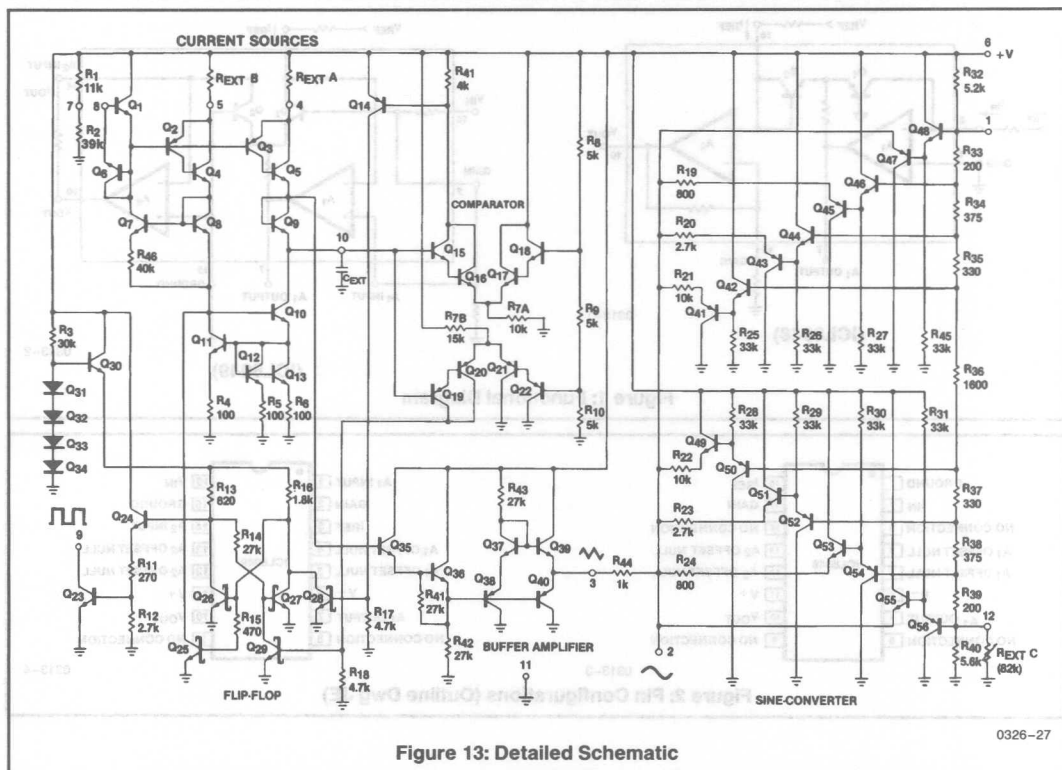 CURRENT SOURCES
6
+V
R1
11k
7
8
Q1
R2
39k
REXT B
5
REXT A
4
Q14
R41
4k
Q2
Q3
Q6
Q4
Q5
Q7
Q8
Q9
R46
40k
10
CEXT
COMPARATOR
Q15
Q16
Q17
Q18
R7A
10k
R7B
15k
R8
5k
R9
5k
R10
5k
Q10
Q11
Q12
Q13
R4
100
R5
100
R6
100
Q19
Q20
Q21
Q22
R3
30k
Q30
Q31
Q32
Q33
Q34
9
Q24
R11
270
Q23
R12
2.7k
R13
620
R14
27k
R16
1.8k
Q26
Q27
Q28
R15
470
Q25
Q29
R17
4.7k
R18
4.7k
FLIP-FLOP
Q35
Q36
R41
27k
R42
27k
R43
27k
Q37
Q38
Q39
Q40
BUFFER AMPLIFIER
11
3
R44
1k
2
R19
800
R20
2.7k
R21
10k
Q41
Q42
Q43
Q44
Q45
Q46
Q47
Q48
1
R32
5.2k
R33
200
R34
375
R35
330
R25
33k
R26
33k
R27
33k
R45
33k
R36
1600
R28
33k
R29
33k
R30
33k
R31
33k
Q49
R22
10k
Q50
Q51
Q52
R23
2.7k
R24
800
Q53
Q54
Q55
Q56
R37
330
R38
375
R39
200
R40
5.6k
12
REXT C
(82k)
SINE-CONVERTER
0326-27
Figure 13: Detailed Schematic